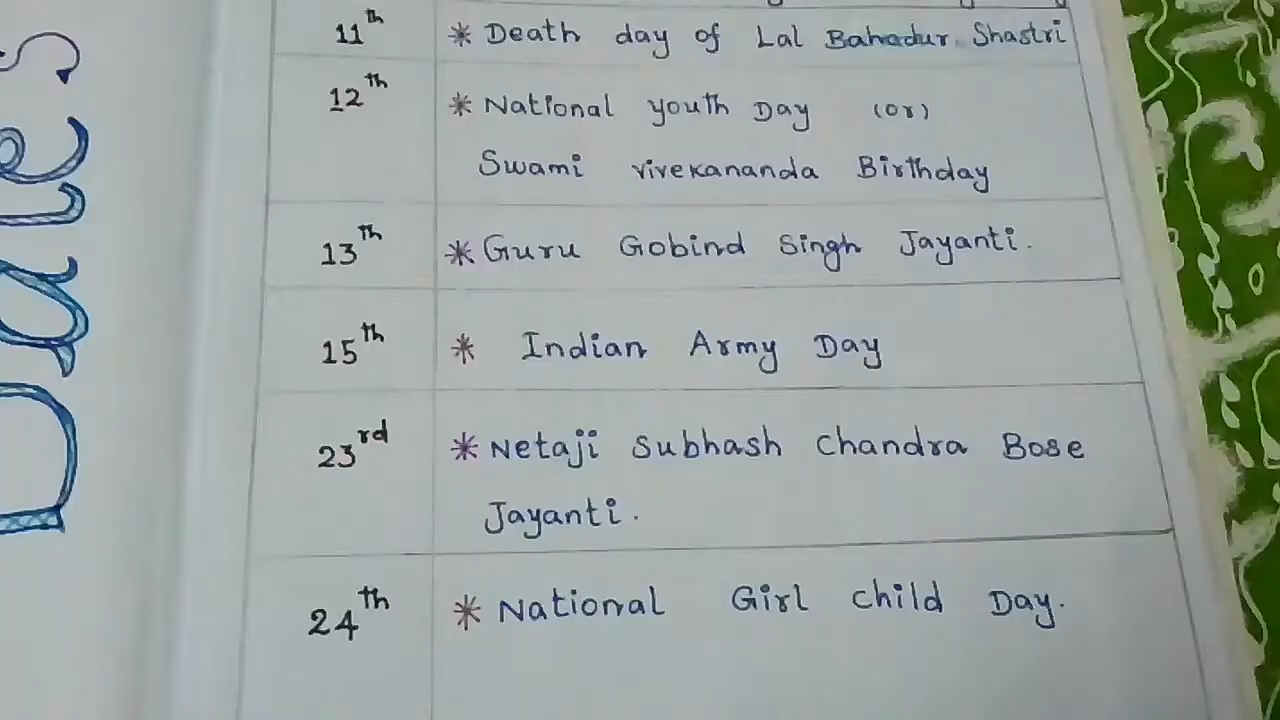 Dates
11th * Death day of Lal Bahadur Shastri
12th * National youth Day (or)
Swami vivekananda Birthday
13th * Guru Gobind Singh Jayanti.
15th * Indian Army Day
23rd * Netaji Subhash Chandra Bose
Jayanti.
24th * National Girl child Day.